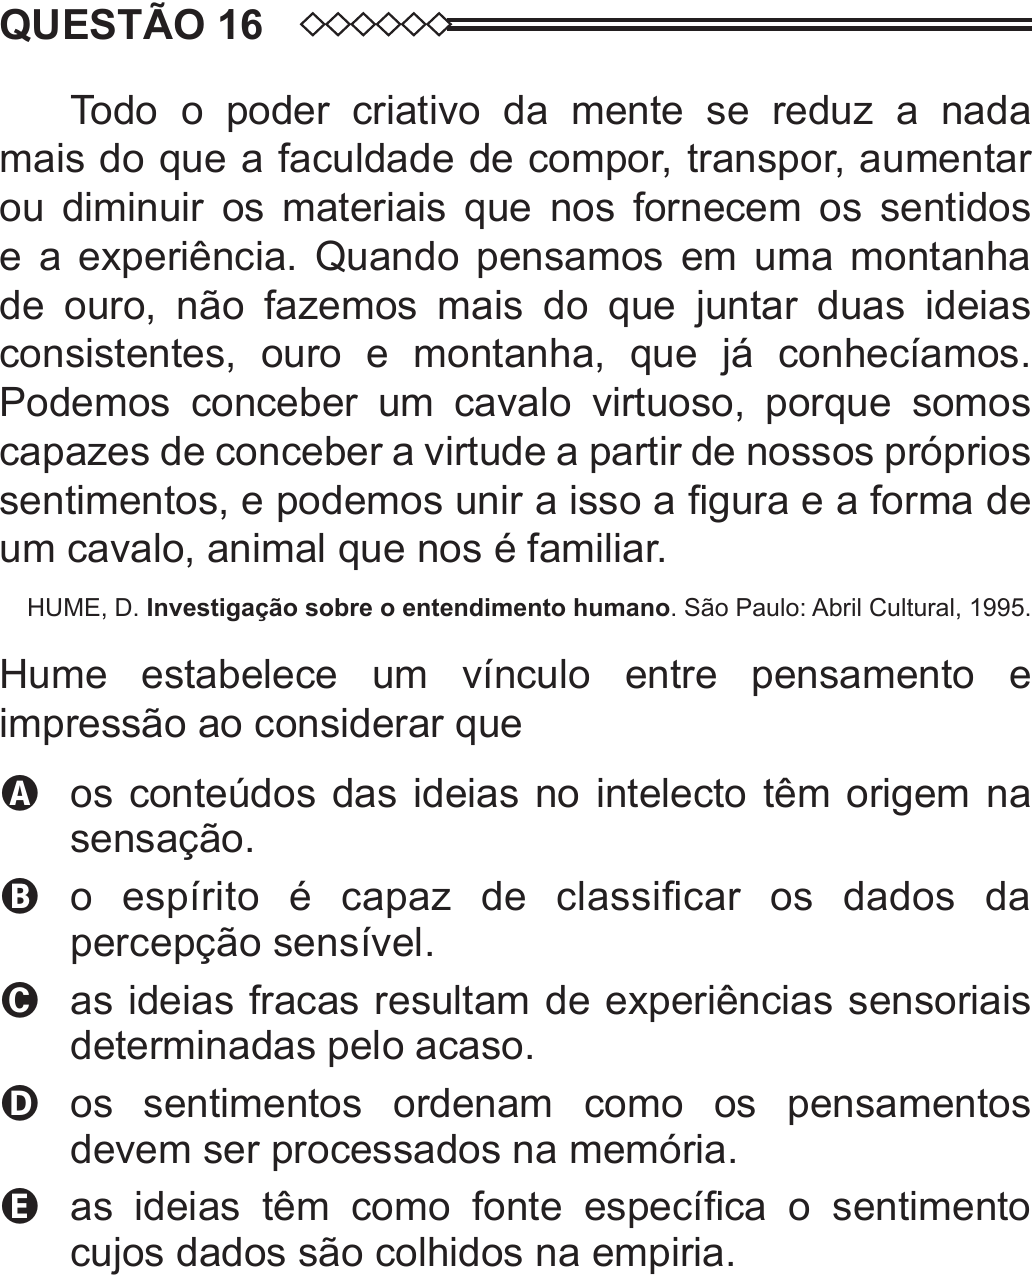 QUESTÃO 16
Todo o poder criativo da mente se reduz a nada
mais do que a faculdade de compor, transpor, aumentar
ou diminuir os materiais que nos fornecem os sentidos
e a experiência. Quando pensamos em uma montanha
de ouro, não fazemos mais do que juntar duas ideias
consistentes, ouro e montanha, que já conhecíamos.
Podemos conceber um cavalo virtuoso, porque somos
capazes de conceber a virtude a partir de nossos próprios
sentimentos, e podemos unir a isso a figura e a forma de
um cavalo, animal que nos é familiar.
HUME, D. Investigação sobre o entendimento humano. São Paulo: Abril Cultural, 1995.
Hume estabelece um vínculo entre pensamento e
impressão ao considerar que
A os conteúdos das ideias no intelecto têm origem na
sensação.
B o espírito é capaz de classificar os dados da
percepção sensível.
C as ideias fracas resultam de experiências sensoriais
determinadas pelo acaso.
D os sentimentos ordenam como os pensamentos
devem ser processados na memória.
E as ideias têm como fonte específica o sentimento
cujos dados são colhidos na empiria.